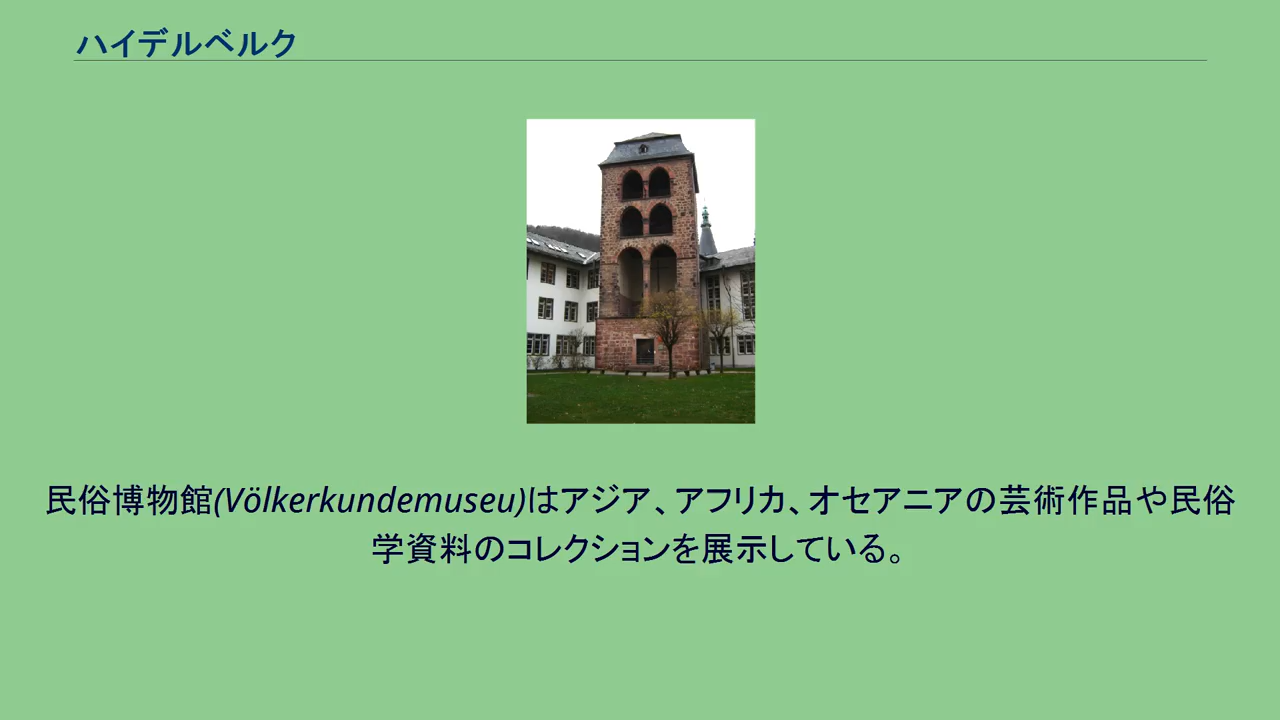 ハイデルベルク
民俗博物館(Völkerkundemuseu)はアジア、アフリカ、オセアニアの芸術作品や民俗
学資料のコレクションを展示している。